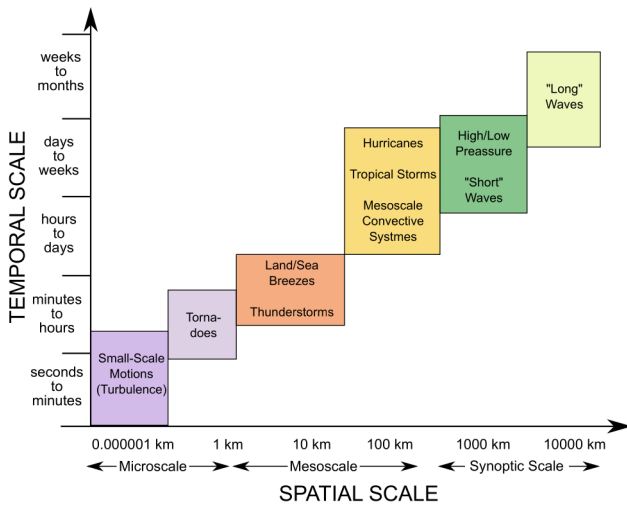 TEMPORAL SCALE
weeks
to
months
days
to
weeks
hours
to
days
minutes
to
hours
seconds
to
minutes
Small-Scale
Motions
(Turbulence)
Torna-
does
Land/Sea
Breezes
Thunderstorms
Hurricanes
Tropical Storms
Mesoscale
Convective
Systmes
High/Low
Preassure
"Short"
Waves
"Long"
Waves
0.000001 km 1 km 10 km 100 km 1000 km 10000 km
Microscale Mesoscale Synoptic Scale
SPATIAL SCALE